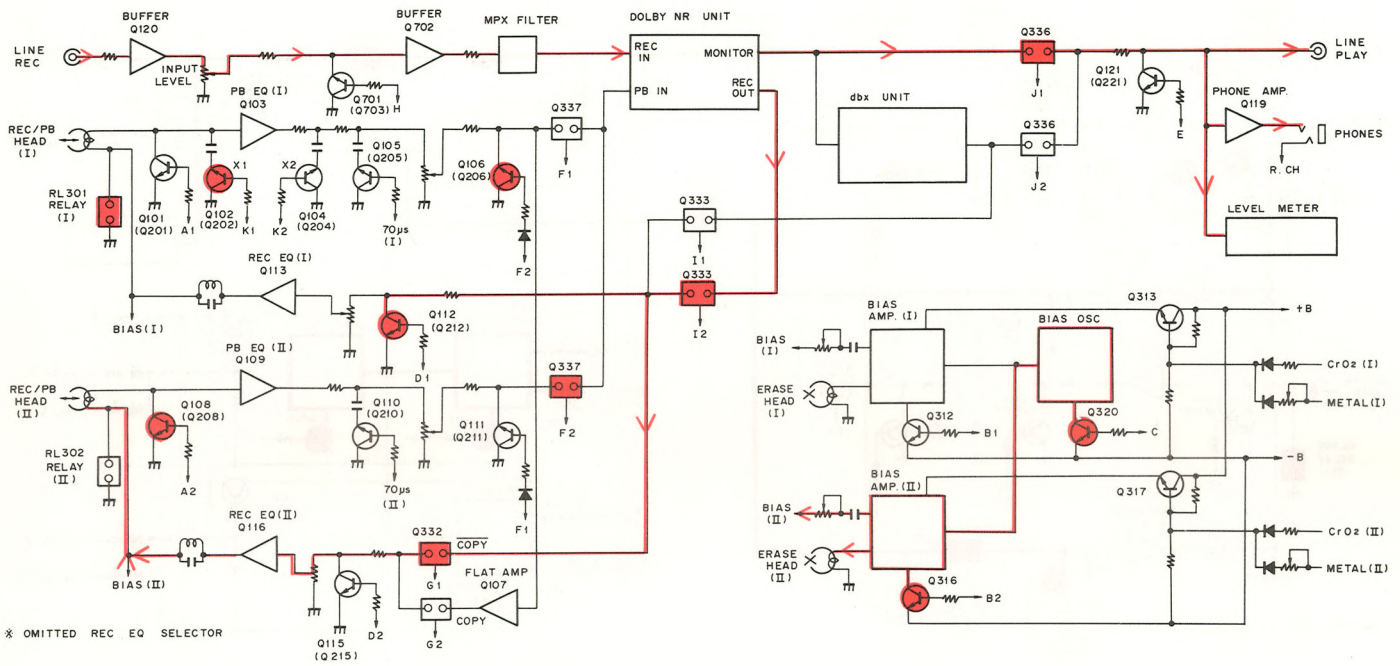 BUFFER
Q120
BUFFER
Q702
MPX FILTER
DOLBY NR UNIT
LINE
REC
INPUT
LEVEL
REC
IN
MONITOR
REC
OUT
PB IN
Q336
J1
LINE
PLAY
Q701
(Q703)
H
PB EQ (I)
Q103
Q337
F1
dbx UNIT
Q336
J2
Q121
(Q221)
E
PHONE AMP.
Q119
PHONES
R. CH
LEVEL METER
REC/PB
HEAD
(I)
RL301
RELAY
(I)
Q101
(Q201)
A1
X1
Q102
(Q202)
K1
X2
K2
Q104
(Q204)
Q105
(Q205)
70μs
(I)
Q106
(Q206)
F2
Q333
I1
Q333
I2
REC EQ(I)
Q113
BIAS(I)
Q112
(Q212)
D1
PB EQ (II)
Q109
Q337
F2
REC/PB
HEAD
(II)
Q108
(Q208)
A2
RL302
RELAY
(II)
Q110
(Q210)
70μs
(II)
Q111
(Q211)
F1
REC EQ(II)
Q116
BIAS(II)
Q332
COPY
G1
FLAT AMP
Q107
COPY
G2
Q115
(Q215)
D2
※ OMITTED REC EQ SELECTOR
BIAS
AMP. (I)
BIAS OSC
Q313
+B
BIAS
(I)
ERASE
HEAD
(I)
Q312
B1
Q320
C
CrO2 (I)
METAL(I)
-B
BIAS
AMP. (II)
Q317
BIAS
(II)
ERASE
HEAD
(II)
Q316
B2
CrO2 (II)
METAL(II)